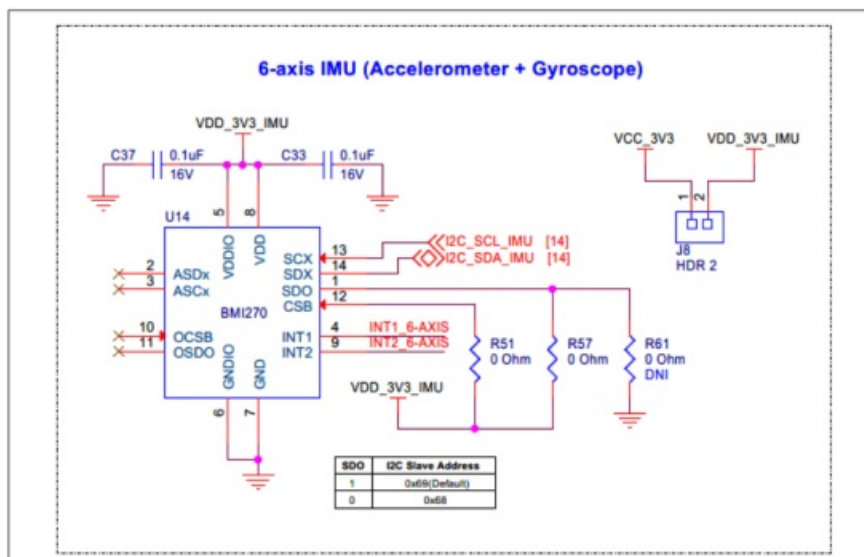 6-axis IMU (Accelerometer + Gyroscope)
VDD_3V3_IMU
C37
0.1uF
16V
C33
0.1uF
16V
VCC_3V3
VDD_3V3_IMU
1
2
J8
HDR 2
U14
5
8
VDDIO
VDD
2
ASDx
3
ASCx
10
OCSB
11
OSDO
BMI270
SCX
13
I2C_SCL_IMU [14]
SDX
14
I2C_SDA_IMU [14]
SDO
1
CSB
12
INT1
4
INT1_6-AXIS
INT2
9
INT2_6-AXIS
GNDIO
GND
6
7
R51
0 Ohm
R57
0 Ohm
R61
0 Ohm
DNI
VDD_3V3_IMU
SDO I2C Slave Address
1 0x69(Default)
0 0x68